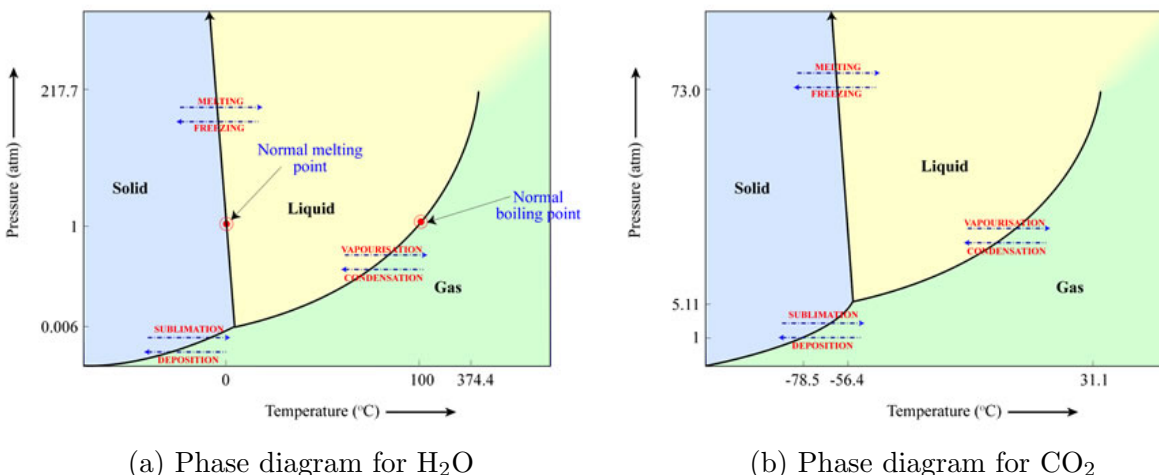 Pressure (atm)
217.7
1
0.006
Solid
MELTING
FREEZING
Normal melting
point
Liquid
Normal
boiling point
VAPOURISATION
CONDENSATION
Gas
SUBLIMATION
DEPOSITION
0
100
374.4
Temperature (°C)
(a) Phase diagram for H₂O
Pressure (atm)
73.0
5.11
1
MELTING
FREEZING
Solid
Liquid
VAPOURISATION
CONDENSATION
Gas
SUBLIMATION
DEPOSITION
-78.5
-56.4
31.1
Temperature (°C)
(b) Phase diagram for CO₂